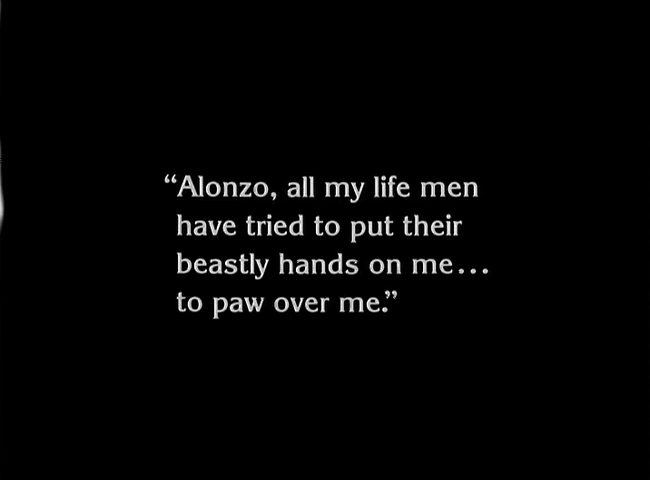 “Alonzo, all my life men
have tried to put their
beastly hands on me...
to paw over me.”